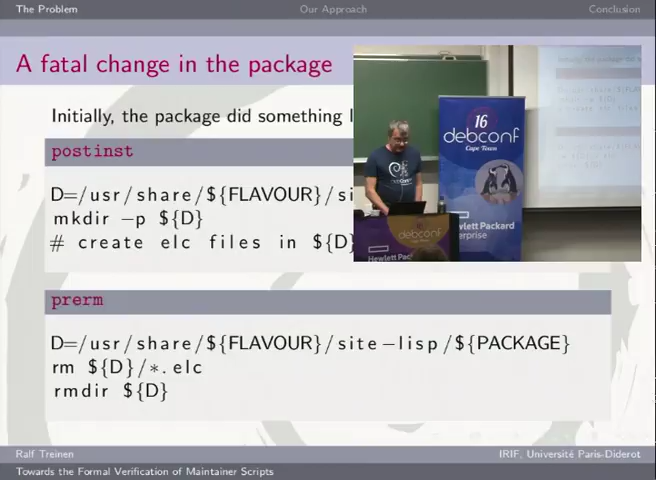 The Problem
Our Approach
Conclusion
A fatal change in the package
Initially, the package did something l
postinst
D=/usr/share/${FLAVOUR}/si
mkdir −p ${D}
# create elc files in ${D}
prerm
D=/usr/share/${FLAVOUR}/site−lisp/${PACKAGE}
rm ${D}/*.elc
rmdir ${D}
16
debconf
Cape Town
Hewlett Packard
erprise
debconf
Hewlett Pack
Ralf Treinen
IRIF, Université Paris-Diderot
Towards the Formal Verification of Maintainer Scripts